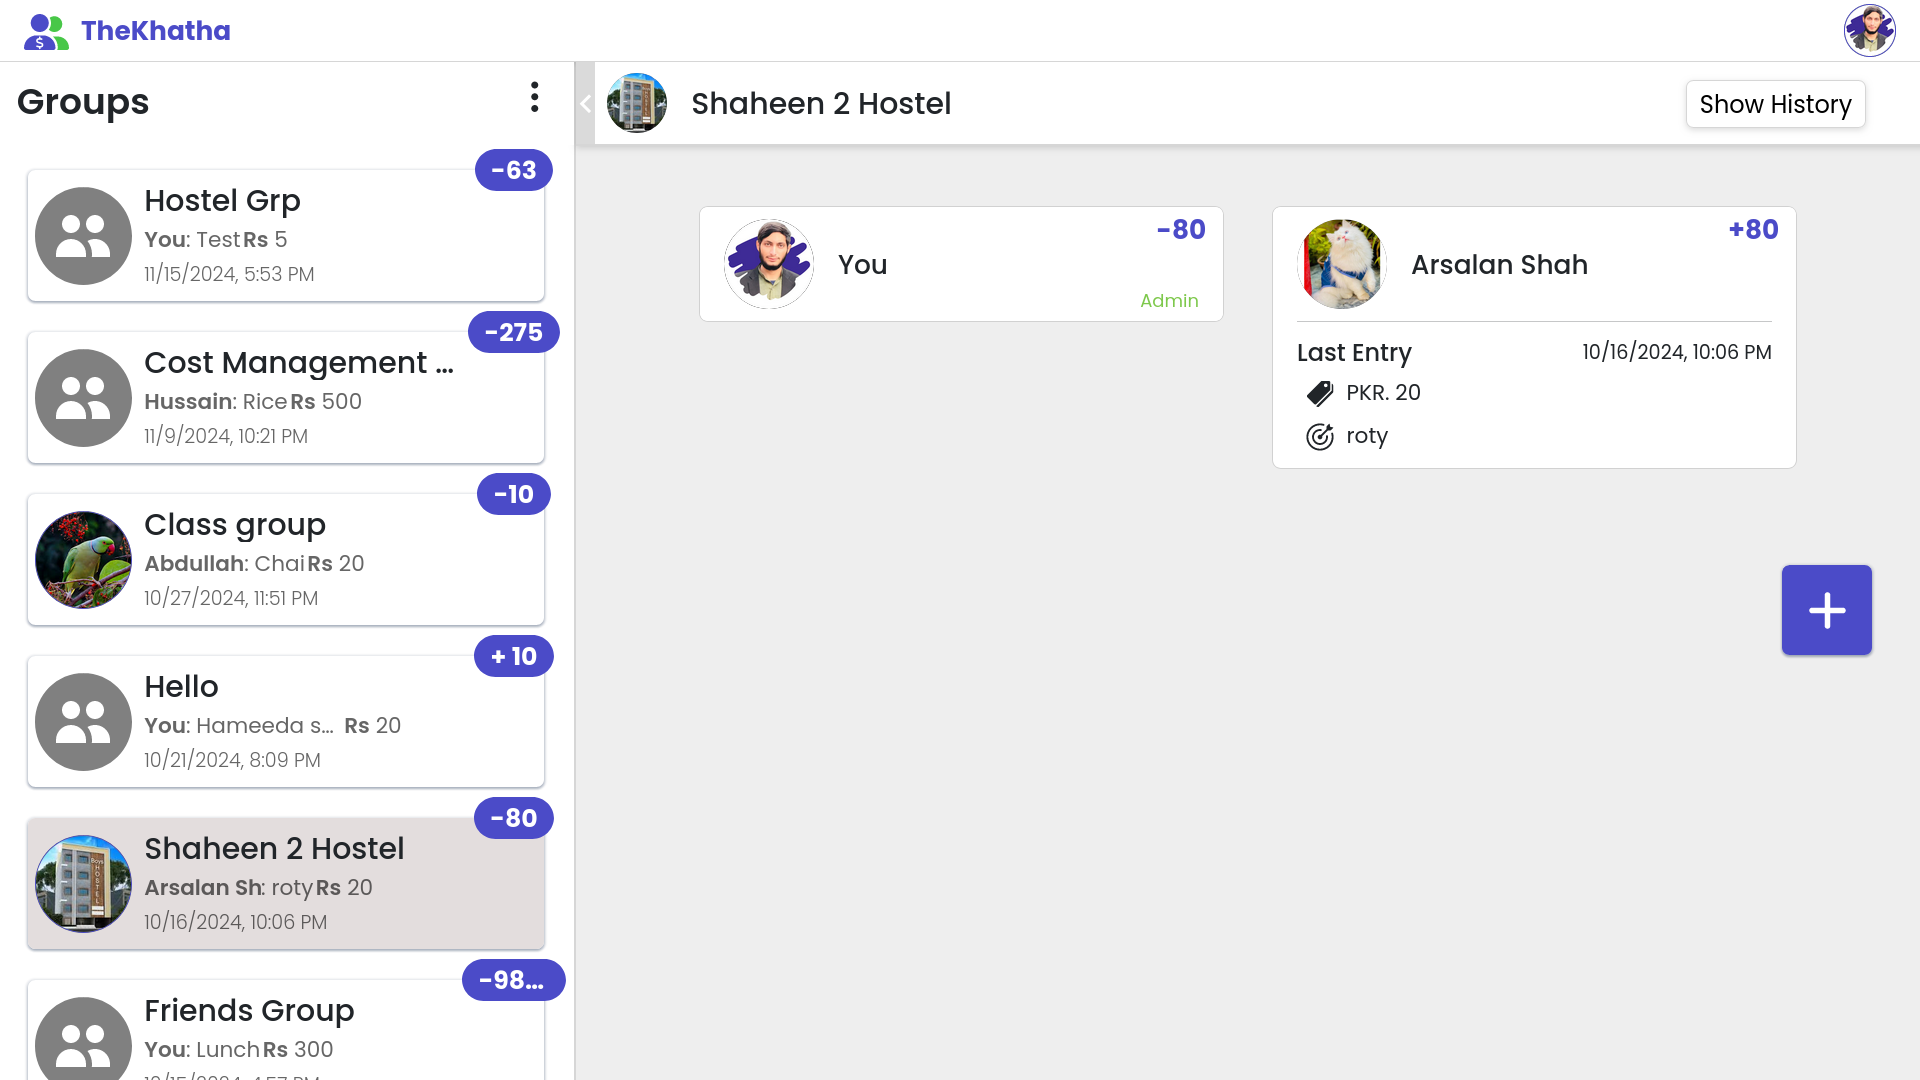 TheKhatha
Groups
-63
Hostel Grp
You: Test Rs 5
11/15/2024, 5:53 PM
-275
Cost Management ...
Hussain: Rice Rs 500
11/9/2024, 10:21 PM
-10
Class group
Abdullah: Chai Rs 20
10/27/2024, 11:51 PM
+ 10
Hello
You: Hameeda s... Rs 20
10/21/2024, 8:09 PM
-80
Shaheen 2 Hostel
Arsalan Sh: roty Rs 20
10/16/2024, 10:06 PM
-98...
Friends Group
You: Lunch Rs 300
Shaheen 2 Hostel
Show History
-80
You
Admin
+80
Arsalan Shah
Last Entry
10/16/2024, 10:06 PM
PKR. 20
roty